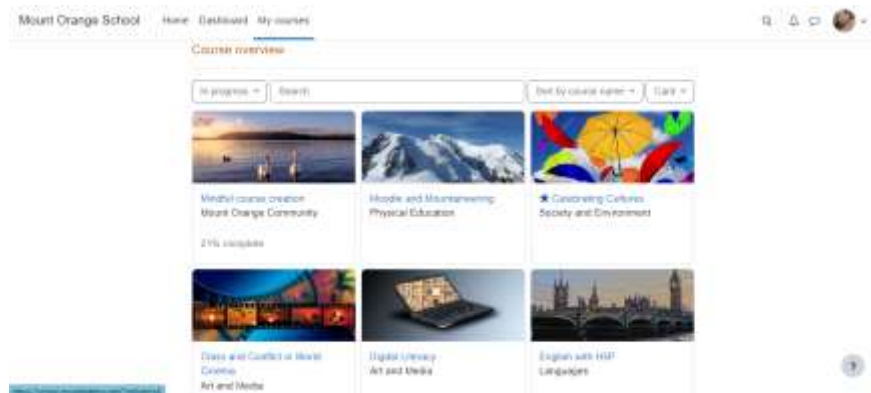 Mount Orange School Home Dashboard My courses
Course overview
In progress Search Sort by course name Card
Mindful course creation
Mount Orange Community
21% complete
Moodle and Mountaineering
Physical Education
Celebrating Cultures
Society and Environment
Class and Conflict in World
Cinema
Art and Media
Digital Literacy
Art and Media
English with H5P
Languages
?